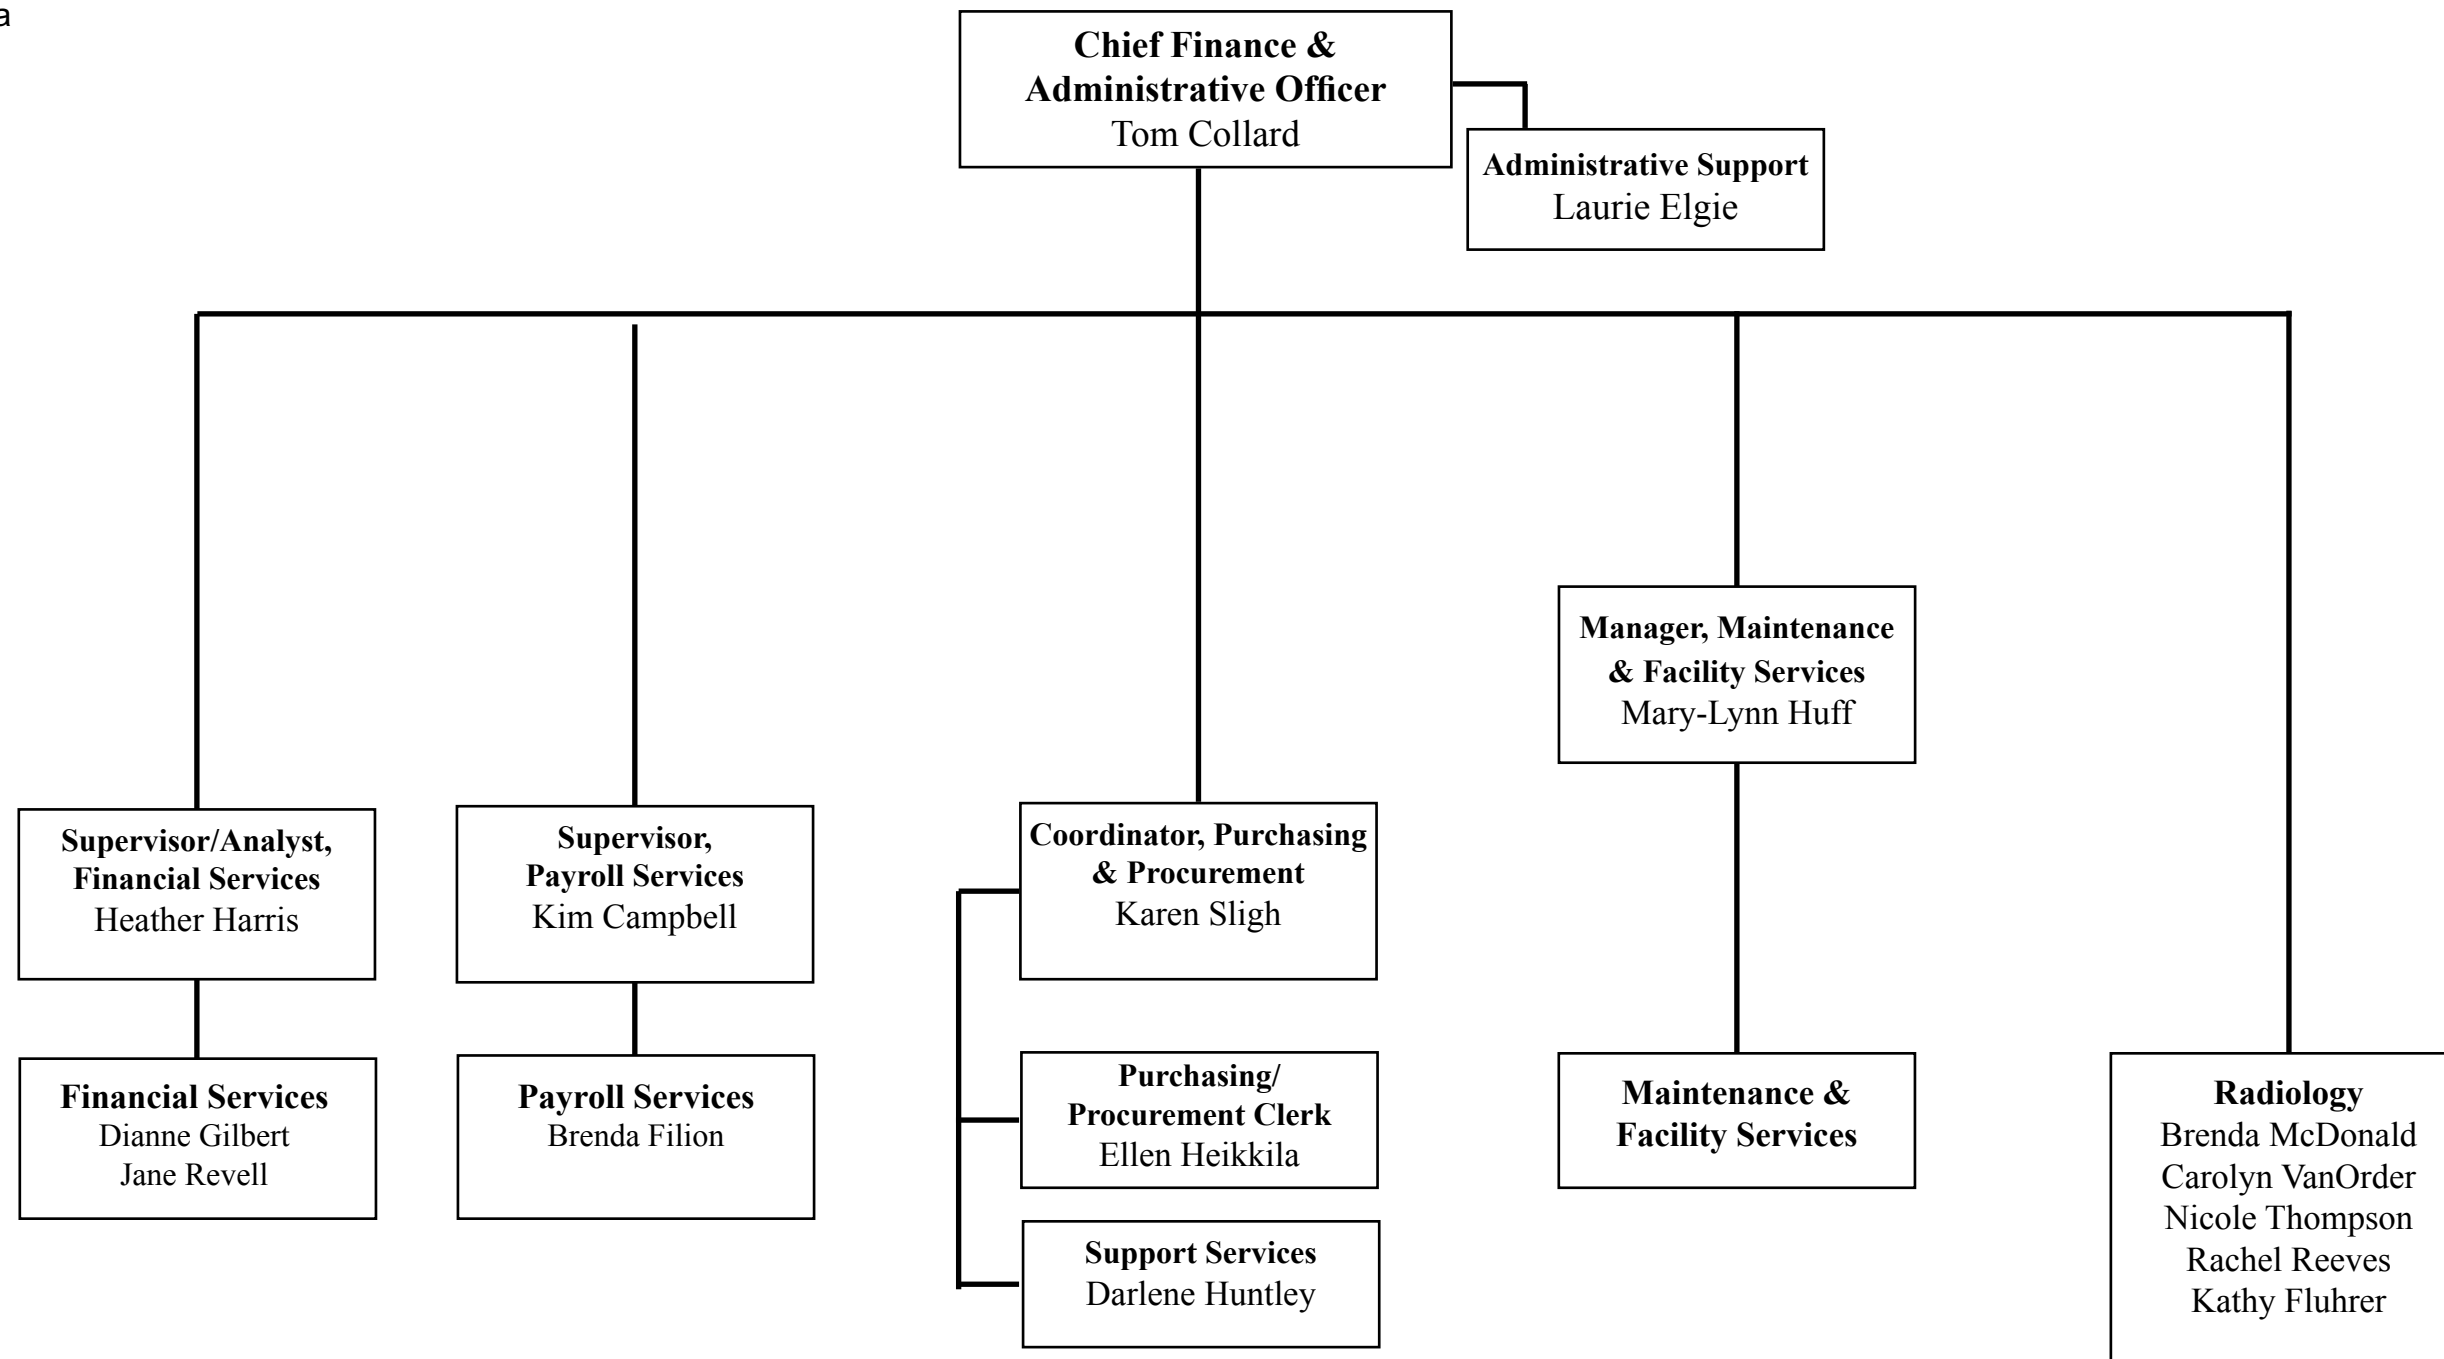 a
Chief Finance &
Administrative Officer
Tom Collard
Administrative Support
Laurie Elgie
Manager, Maintenance
& Facility Services
Mary-Lynn Huff
Supervisor/Analyst,
Financial Services
Heather Harris
Supervisor,
Payroll Services
Kim Campbell
Coordinator, Purchasing
& Procurement
Karen Sligh
Financial Services
Dianne Gilbert
Jane Revell
Payroll Services
Brenda Filion
Purchasing/
Procurement Clerk
Ellen Heikkila
Support Services
Darlene Huntley
Maintenance &
Facility Services
Radiology
Brenda McDonald
Carolyn VanOrder
Nicole Thompson
Rachel Reeves
Kathy Fluhrer